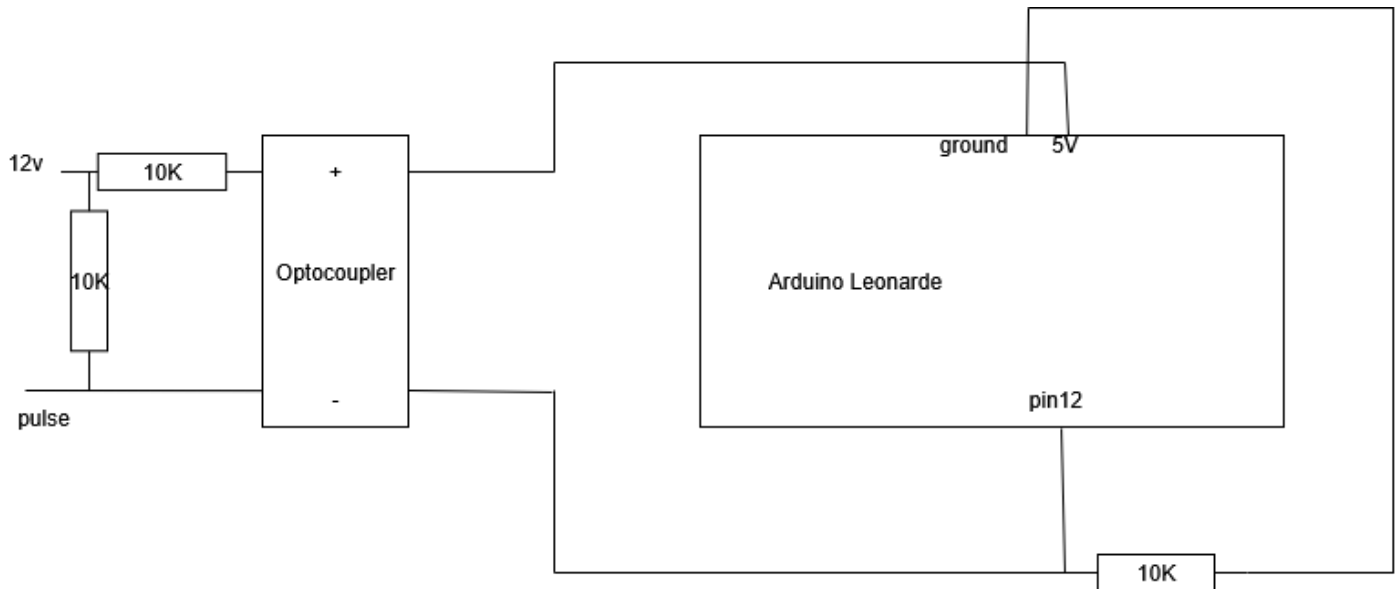 ground 5V
12v
10K
+
10K
Optocoupler
Arduino Leonarde
-
pin12
pulse
10K